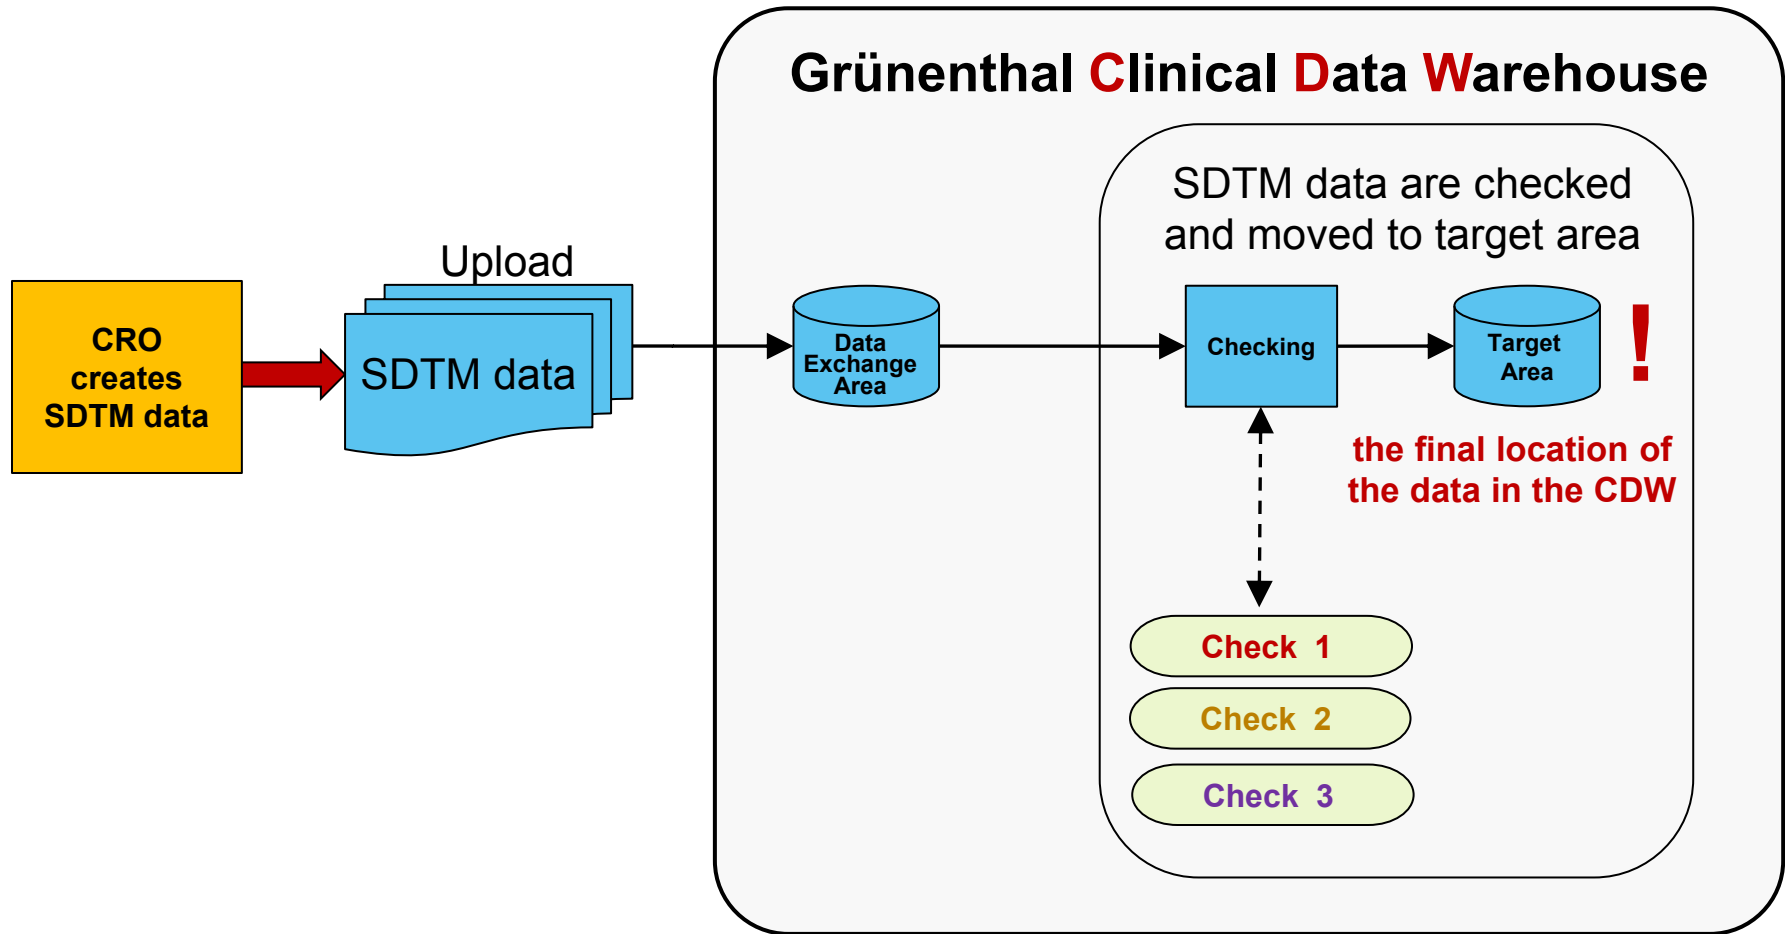 Grünenthal Clinical Data Warehouse
SDTM data are checked
and moved to target area
Upload
CRO
creates
SDTM data
SDTM data
Data
Exchange
Area
Checking
Target
Area
!
the final location of
the data in the CDW
Check 1
Check 2
Check 3